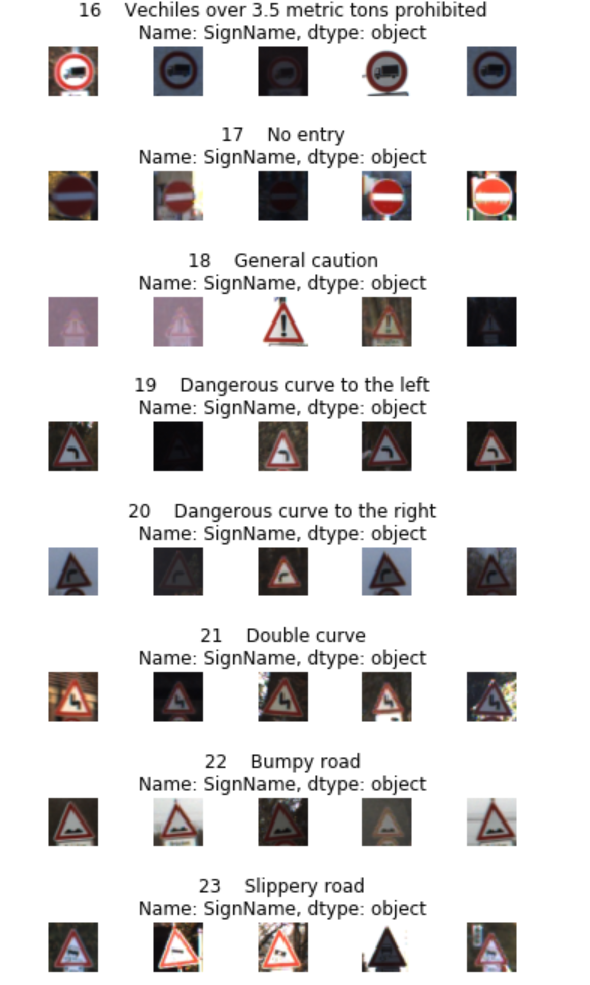 16 Vechiles over 3.5 metric tons prohibited
Name: SignName, dtype: object
17 No entry
Name: SignName, dtype: object
18 General caution
Name: SignName, dtype: object
19 Dangerous curve to the left
Name: SignName, dtype: object
20 Dangerous curve to the right
Name: SignName, dtype: object
21 Double curve
Name: SignName, dtype: object
22 Bumpy road
Name: SignName, dtype: object
23 Slippery road
Name: SignName, dtype: object